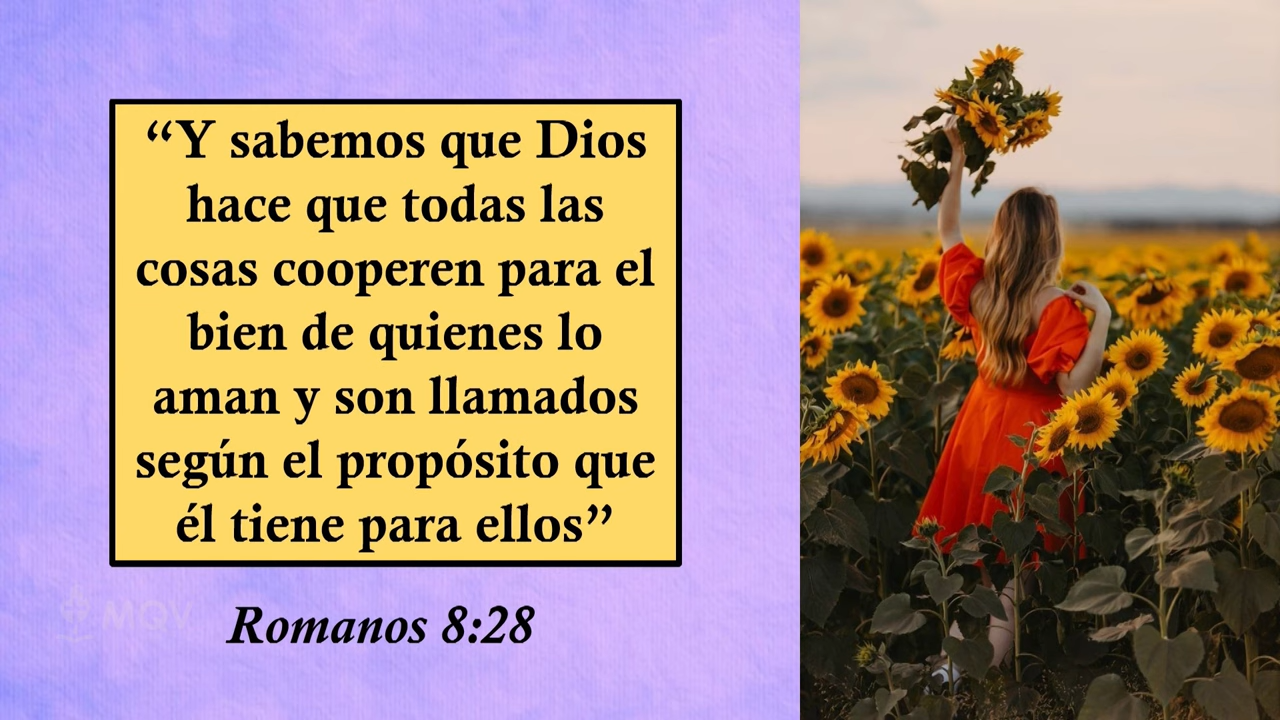 “Y sabemos que Dios
hace que todas las
cosas cooperen para el
bien de quienes lo
aman y son llamados
según el propósito que
él tiene para ellos”
MQV
Romanos 8:28